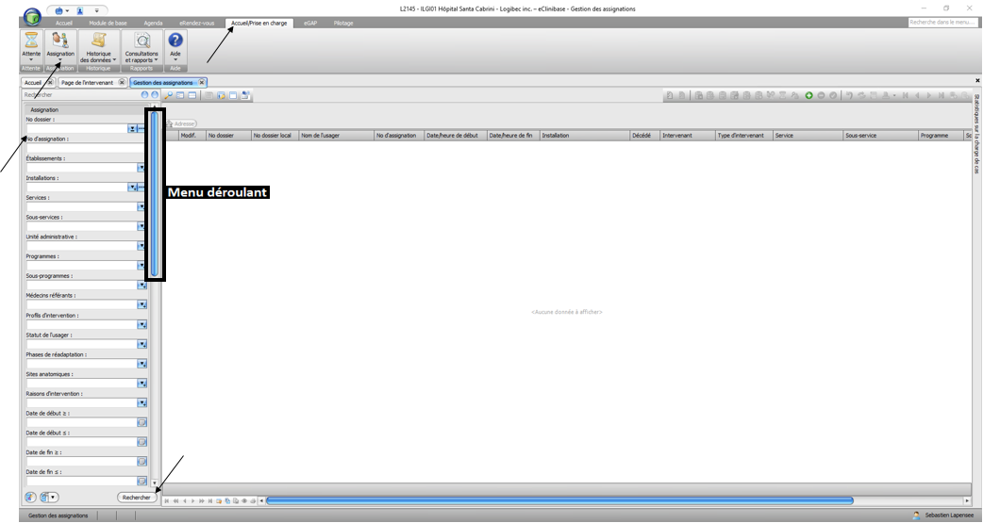 L2145 - ILGI01 Hôpital Santa Cabrini - Logibec inc. – eClinibase - Gestion des assignations
Accueil Module de base Agenda eRendez-vous Accueil/Prise en charge eGAP Pilotage
Recherche dans le menu...
Attente Assignation Historique des données Consultations et rapports Aide
Attente Assignation Historique Rapports Aide
Accueil Page de l'intervenant Gestion des assignations
Rechercher
Assignation
No dossier :
No d'assignation :
Établissements :
Installations :
Services :
Sous-services :
Unité administrative :
Programmes :
Sous-programmes :
Médecins référants :
Profils d'intervention :
Statut de l'usager :
Phases de réadaptation :
Sites anatomiques :
Raisons d'intervention :
Date de début ≥ :
Date de début ≤ :
Date de fin ≥ :
Date de fin ≤ :
Rechercher
Adresse
Modif. No dossier No dossier local Nom de l'usager No d'assignation Date/heure de début Date/heure de fin Installation Décédé Intervenant Type d'intervenant Service Sous-service Programme
Menu déroulant
<Aucune donnée à afficher>
Statistiques sur la charge de cas
Gestion des assignations
Sebastien Lapensee